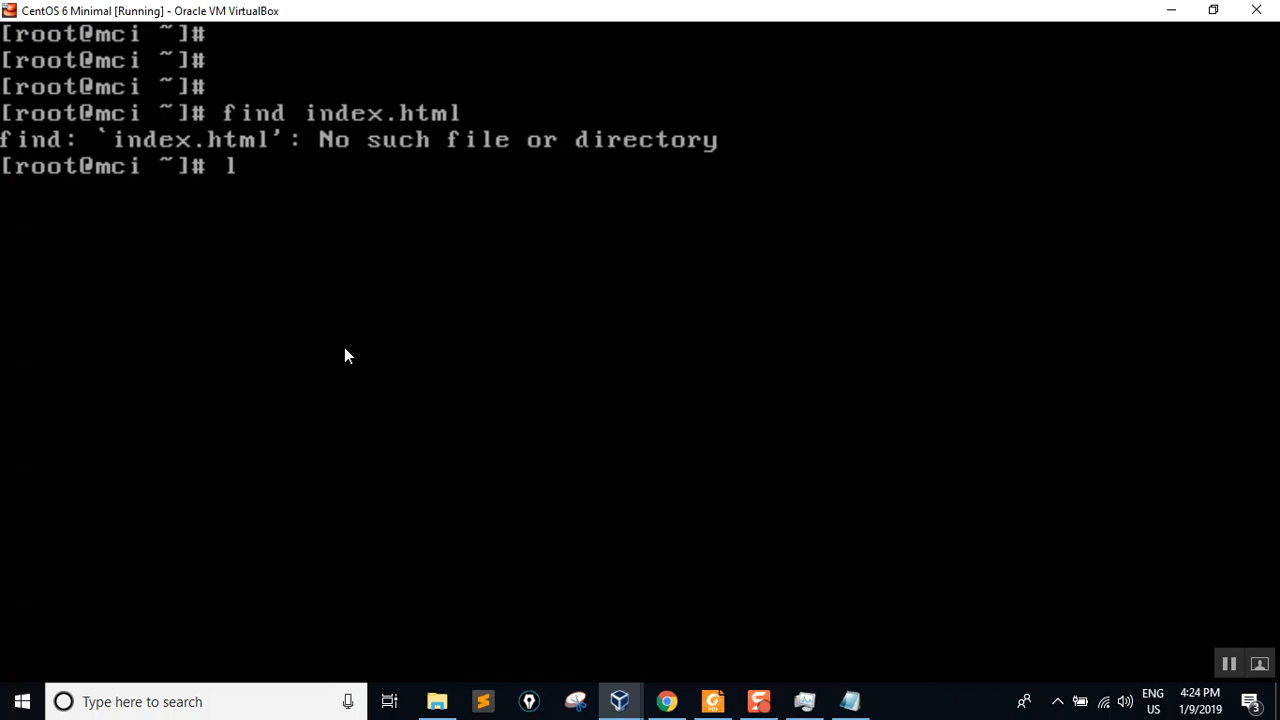 CentOS 6 Minimal [Running] - Oracle VM VirtualBox
[root@mci ~]#
[root@mci ~]#
[root@mci ~]#
[root@mci ~]# find index.html
find: `index.html': No such file or directory
[root@mci ~]# l
Type here to search
ENG
US
4:24 PM
1/9/2019
3